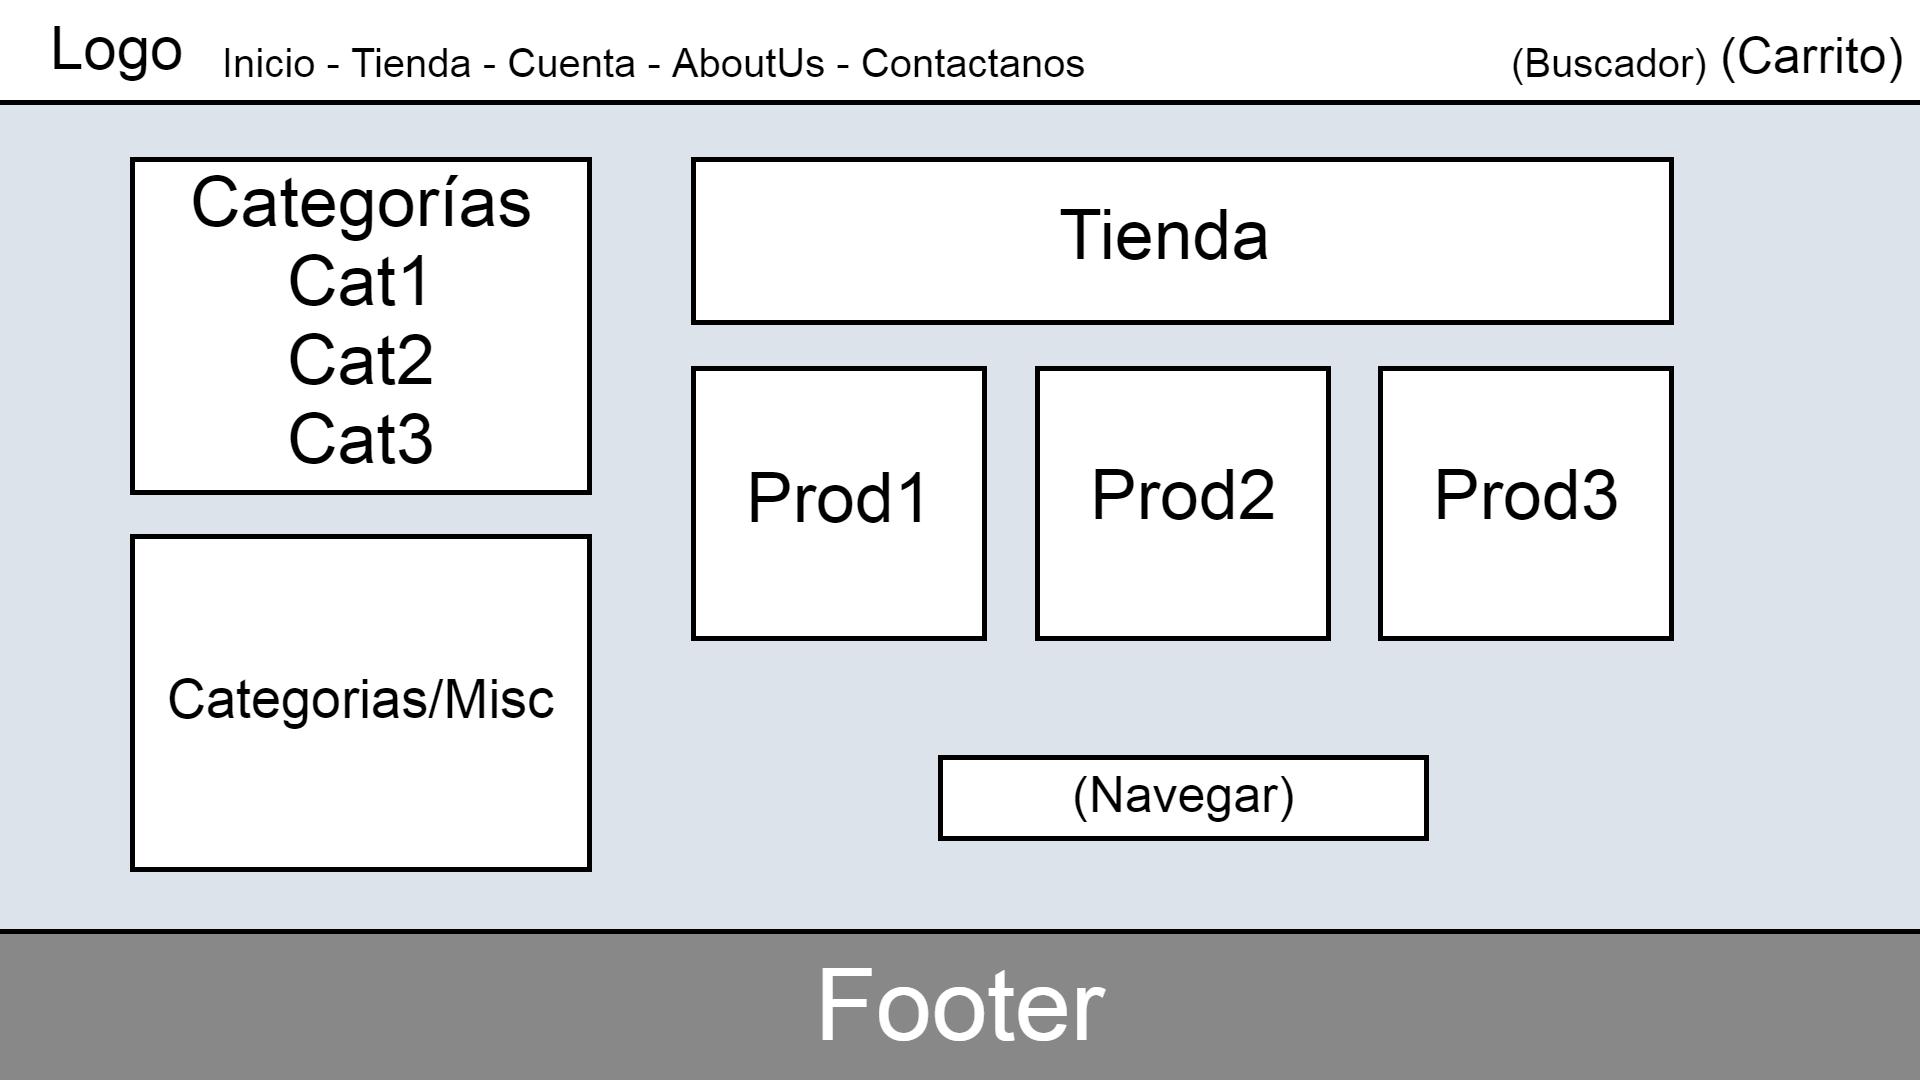 Logo
Inicio - Tienda - Cuenta - AboutUs - Contactanos
(Buscador)
(Carrito)
Categorías
Cat1
Cat2
Cat3
Categorias/Misc
Tienda
Prod1
Prod2
Prod3
(Navegar)
Footer